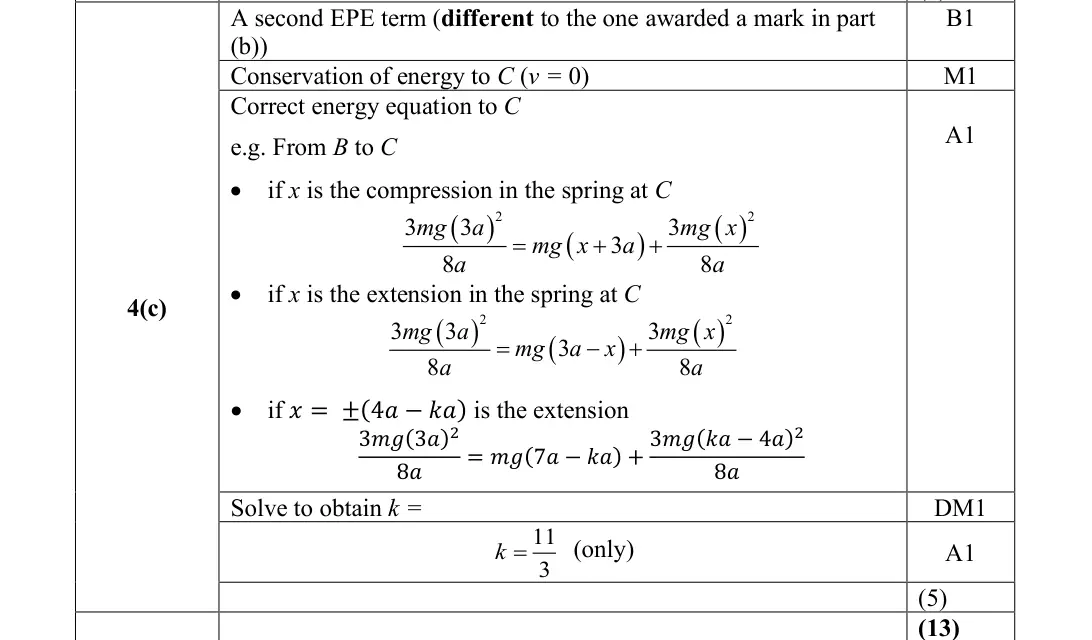 A second EPE term (different to the one awarded a mark in part B1
(b))
Conservation of energy to C (v = 0) M1
Correct energy equation to C
A1
e.g. From B to C
• if x is the compression in the spring at C
3mg(3a)²/8a = mg(x+3a)+ 3mg(x)²/8a
• if x is the extension in the spring at C
4(c)
3mg(3a)²/8a = mg(3a−x)+ 3mg(x)²/8a
• if x = ±(4a − ka) is the extension
3mg(3a)²/8a = mg(7a − ka) + 3mg(ka − 4a)²/8a
Solve to obtain k = DM1
k = 11/3 (only) A1
(5)
(13)